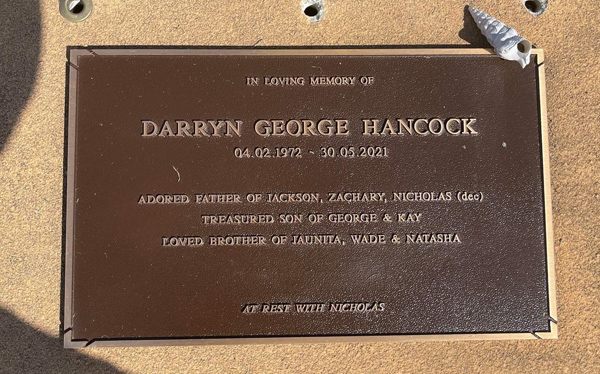 IN LOVING MEMORY OF
DARRYN GEORGE HANCOCK
04.02.1972 ~ 30.05.2021
ADORED FATHER OF JACKSON, ZACHARY, NICHOLAS (dec)
TREASURED SON OF GEORGE & KAY
LOVED BROTHER OF JAUNITA, WADE & NATASHA
AT REST WITH NICHOLAS